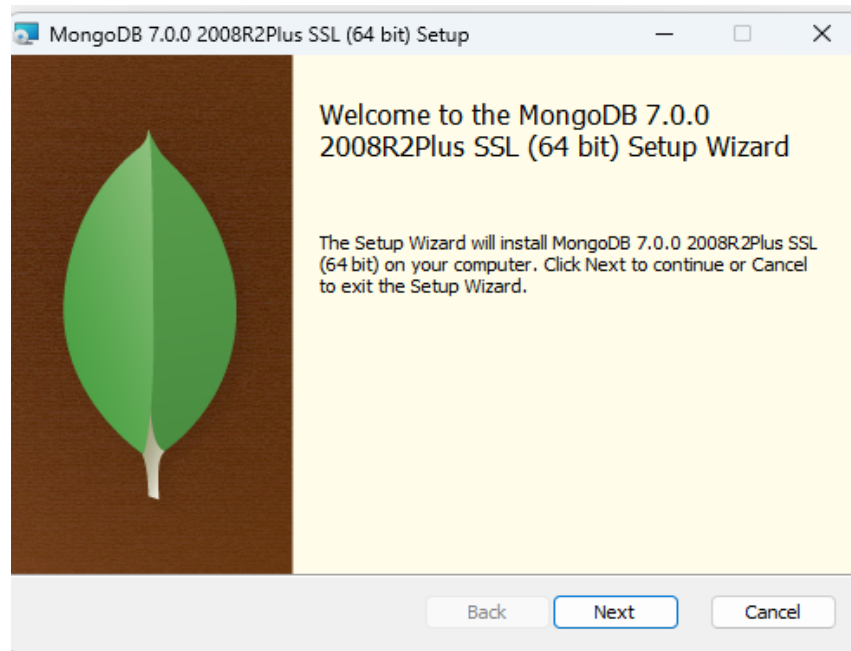 MongoDB 7.0.0 2008R2Plus SSL (64 bit) Setup
Welcome to the MongoDB 7.0.0
2008R2Plus SSL (64 bit) Setup Wizard
The Setup Wizard will install MongoDB 7.0.0 2008R2Plus SSL
(64 bit) on your computer. Click Next to continue or Cancel
to exit the Setup Wizard.
Back Next Cancel